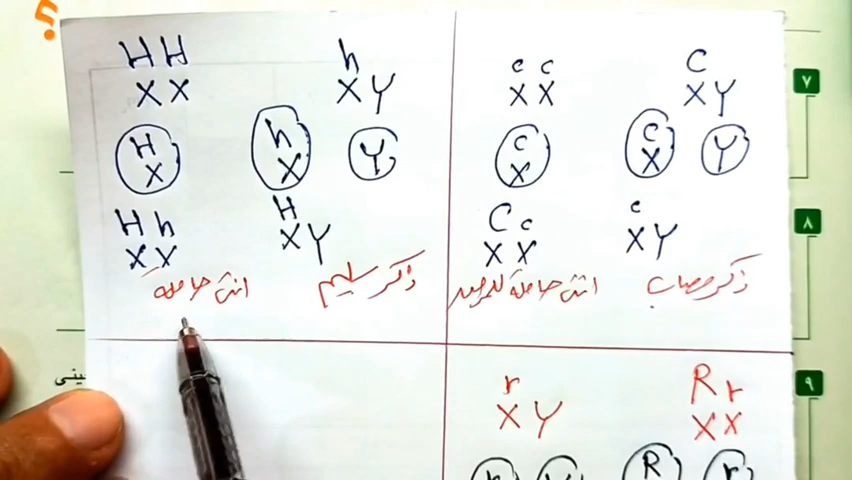 H H h
X X X Y
H h Y
X X
H h H
X X X Y
انثى حاملة ذكر سليم
c c C
X X X Y
c c Y
X X
C c c
X X X Y
انثى حاملة للمرض ذكر مصاب
r R r
X Y X X
R r
٧
٨
٩